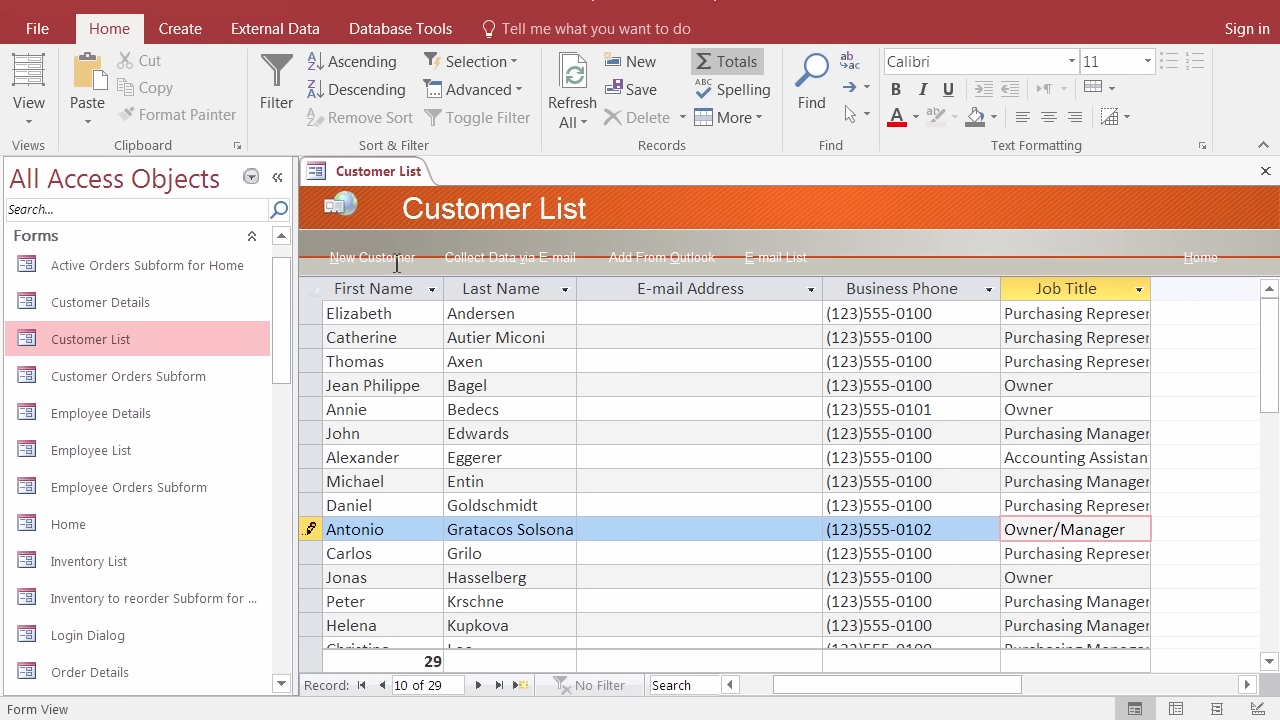 File Home Create External Data Database Tools Tell me what you want to do Sign in
View
Paste
Cut
Copy
Format Painter
Filter
Ascending
Descending
Remove Sort
Selection
Advanced
Toggle Filter
Refresh
All
New
Save
Delete
Totals
ABC
Spelling
More
Find
ab
ac
Calibri 11
B I U
A ab
Views Clipboard Sort & Filter Records Find Text Formatting
All Access Objects
Search...
Forms
Active Orders Subform for Home
Customer Details
Customer List
Customer Orders Subform
Employee Details
Employee List
Employee Orders Subform
Home
Inventory List
Inventory to reorder Subform for ...
Login Dialog
Order Details
Customer List
Customer List
New Customer Collect Data via E-mail Add From Outlook E-mail List Home
First Name Last Name E-mail Address Business Phone Job Title
Elizabeth Andersen (123)555-0100 Purchasing Represer
Catherine Autier Miconi (123)555-0100 Purchasing Represer
Thomas Axen (123)555-0100 Purchasing Represer
Jean Philippe Bagel (123)555-0100 Owner
Annie Bedecs (123)555-0101 Owner
John Edwards (123)555-0100 Purchasing Manager
Alexander Eggerer (123)555-0100 Accounting Assistan
Michael Entin (123)555-0100 Purchasing Manager
Daniel Goldschmidt (123)555-0100 Purchasing Represer
Antonio Gratacos Solsona (123)555-0102 Owner/Manager
Carlos Grilo (123)555-0100 Purchasing Represer
Jonas Hasselberg (123)555-0100 Owner
Peter Krschne (123)555-0100 Purchasing Manager
Helena Kupkova (123)555-0100 Purchasing Manager
29
Record: 10 of 29 No Filter Search
Form View